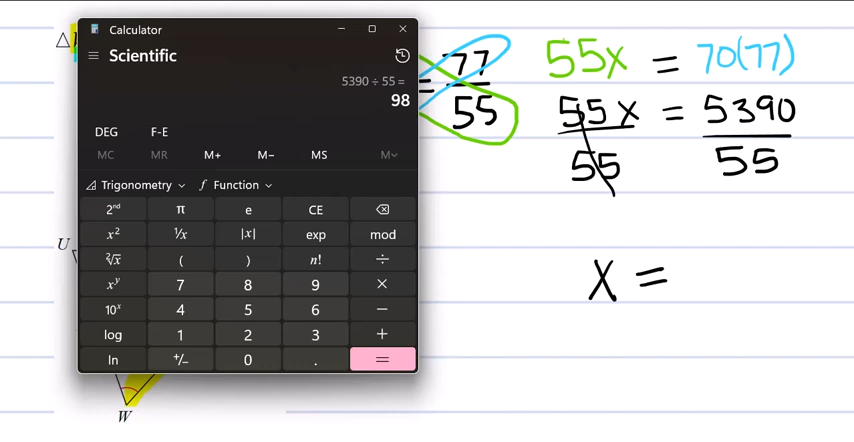 Calculator
Scientific
5390 ÷ 55 =
98
DEG F-E
MC MR M+ M− MS M
Trigonometry Function
2nd π e CE
x² ¹/x |x| exp mod
²√x ( ) n! ÷
xʸ 7 8 9 ×
10ˣ 4 5 6 −
log 1 2 3 +
ln +/− 0 . =
△
U
W
= 77/55
55x = 70(77)
55x/55 = 5390/55
x =